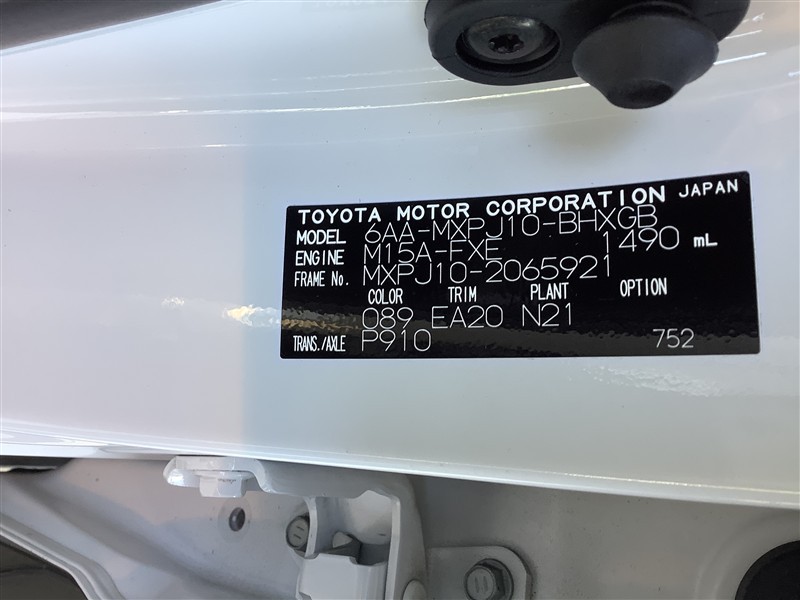 TOYOTA MOTOR CORPORATION JAPAN
MODEL 6AA-MXPJ10-BHXGB
ENGINE M15A-FXE 1490 mL
FRAME No. MXPJ10-2065921
COLOR TRIM PLANT OPTION
089 EA20 N21
TRANS./AXLE P910 752